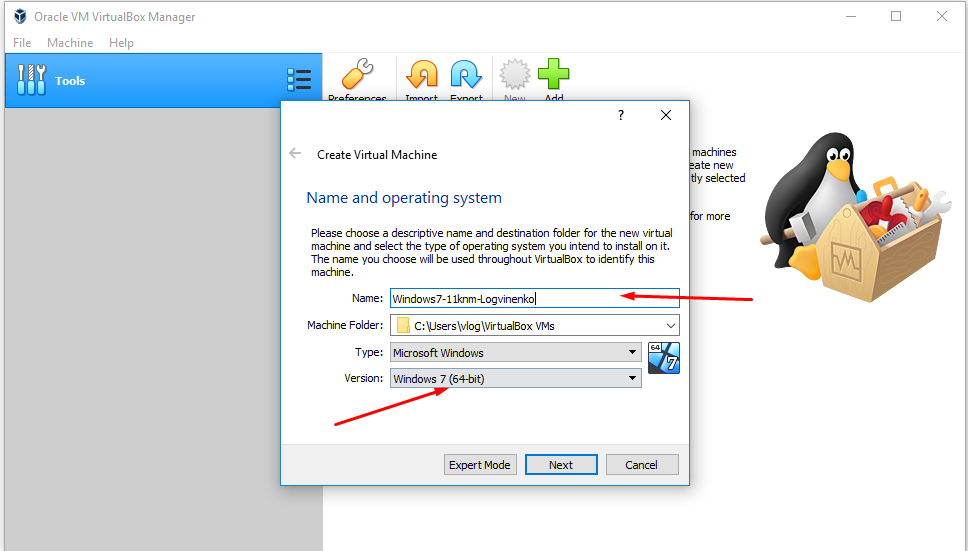 Oracle VM VirtualBox Manager
File Machine Help
Tools
Preferences Import Export New Add
? 
Create Virtual Machine
machines
eate new
tly selected
for more
Name and operating system
Please choose a descriptive name and destination folder for the new virtual
machine and select the type of operating system you intend to install on it.
The name you choose will be used throughout VirtualBox to identify this
machine.
Name: Windows7-11knm-Logvinenko
Machine Folder: C:\Users\vlog\VirtualBox VMs
Type: Microsoft Windows
64
7
Version: Windows 7 (64-bit)
Expert Mode Next Cancel